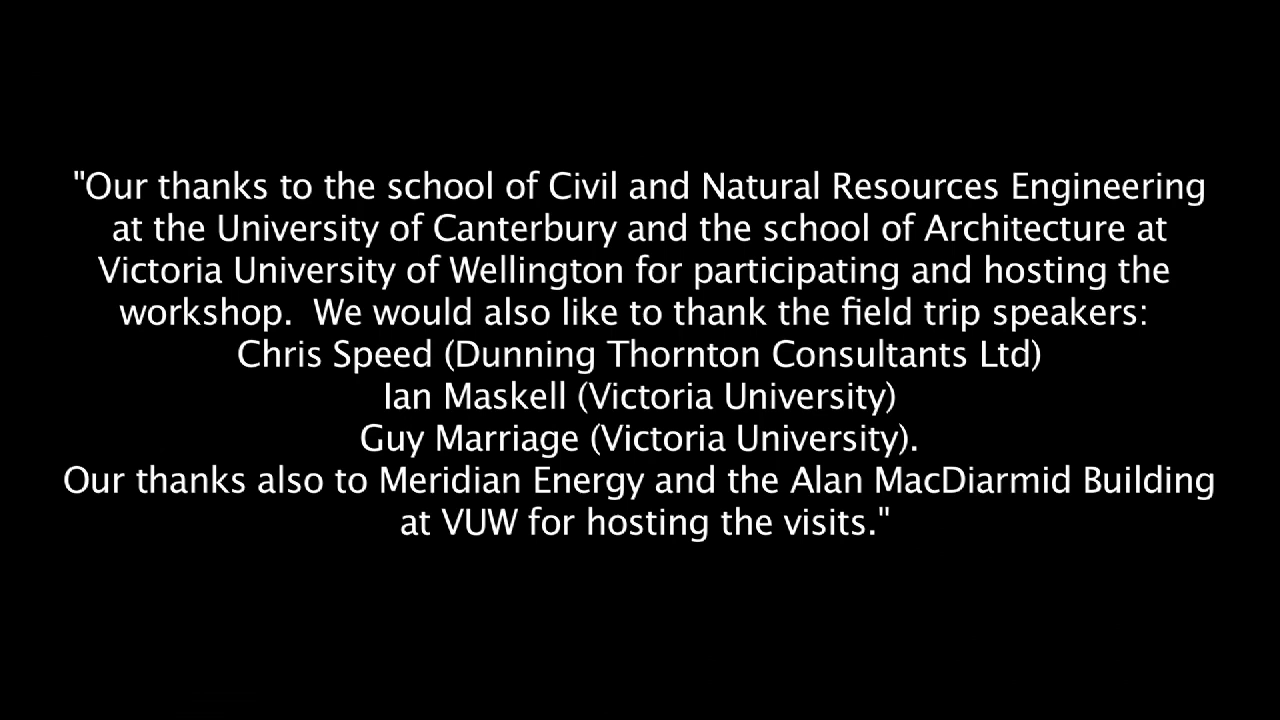 "Our thanks to the school of Civil and Natural Resources Engineering
at the University of Canterbury and the school of Architecture at
Victoria University of Wellington for participating and hosting the
workshop.  We would also like to thank the field trip speakers:
Chris Speed (Dunning Thornton Consultants Ltd)
Ian Maskell (Victoria University)
Guy Marriage (Victoria University).
Our thanks also to Meridian Energy and the Alan MacDiarmid Building
at VUW for hosting the visits."